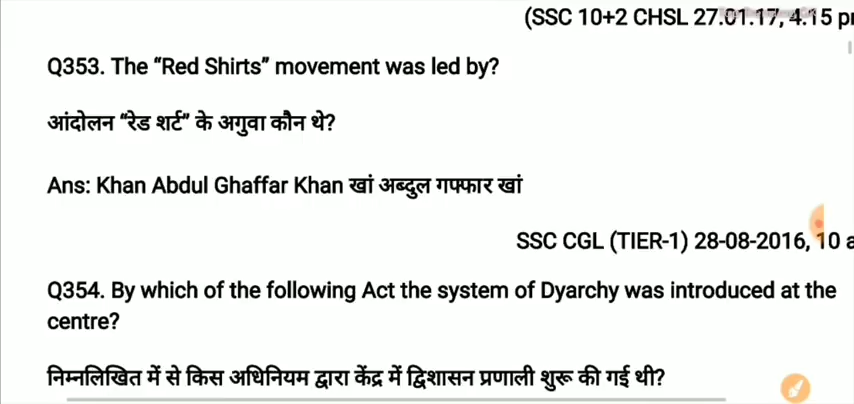 (SSC 10+2 CHSL 27.01.17, 4.15 p
Q353. The “Red Shirts” movement was led by?
आंदोलन “रेड शर्ट” के अगुवा कौन थे?
Ans: Khan Abdul Ghaffar Khan खां अब्दुल गफ्फार खां
SSC CGL (TIER-1) 28-08-2016, 10 a
Q354. By which of the following Act the system of Dyarchy was introduced at the
centre?
निम्नलिखित में से किस अधिनियम द्वारा केंद्र में द्विशासन प्रणाली शुरू की गई थी?